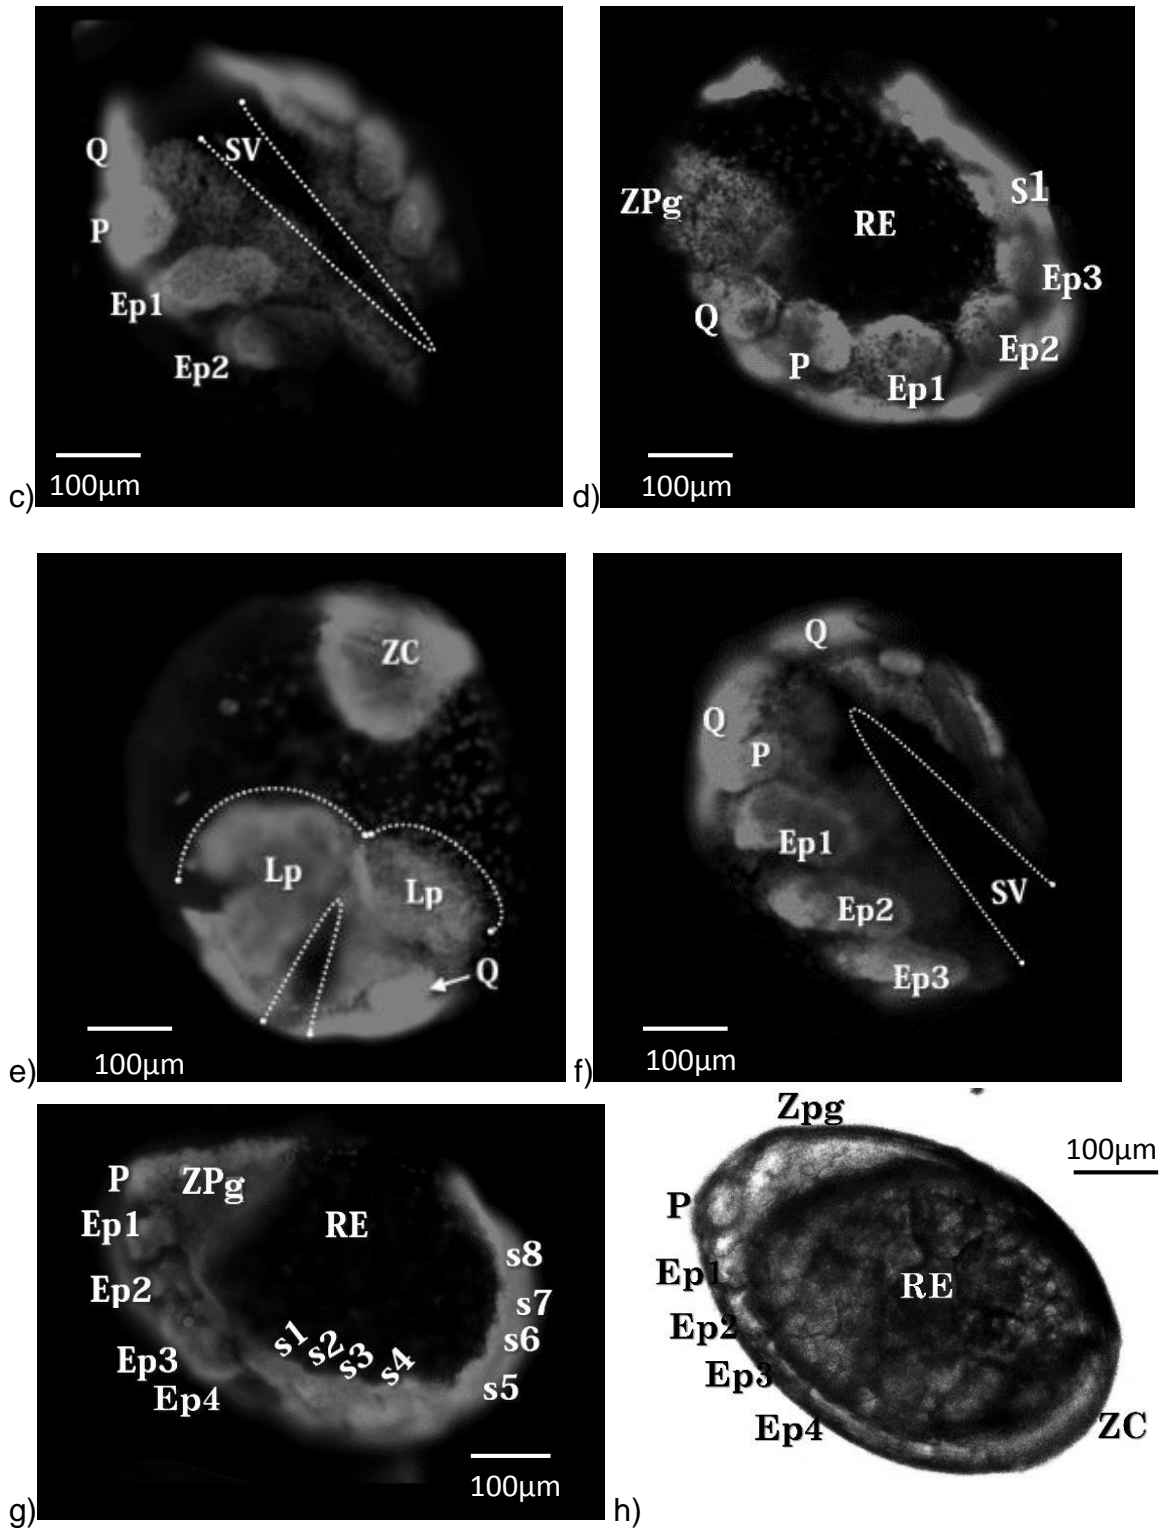 Q
SV
P
Ep1
Ep2
100µm
c)
ZPg
RE
s1
Ep3
Q
P
Ep2
Ep1
100µm
d)
ZC
Lp
Lp
Q
100µm
e)
Q
Q
P
Ep1
Ep2
SV
Ep3
100µm
f)
P
ZPg
Ep1
RE
Ep2
s8
s7
s1
s2
s3
s4
s6
Ep3
s5
Ep4
100µm
g)
Zpg
100µm
P
Ep1
RE
Ep2
Ep3
Ep4
ZC
h)